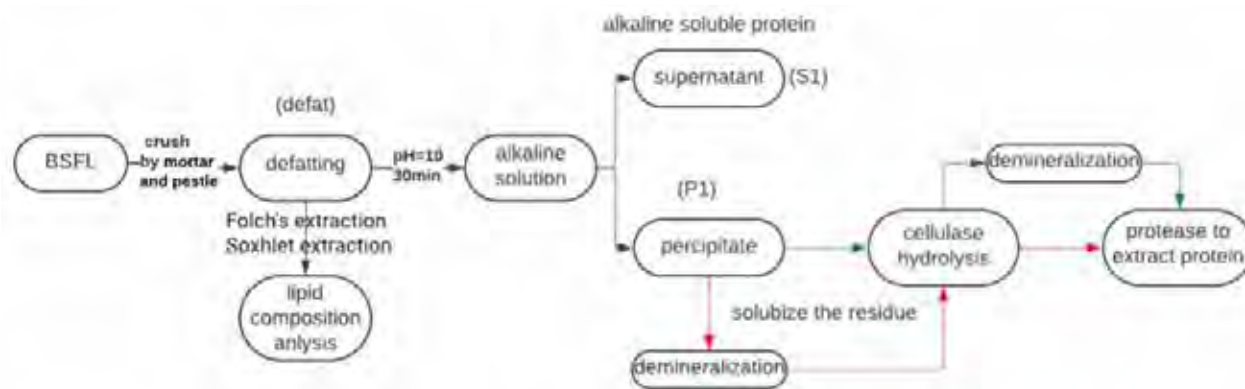 alkaline soluble protein
supernatant
(S1)
(defat)
BSFL
crush
by mortar
and pestle
defatting
pH=10
30min
alkaline
solution
Folch's extraction
Soxhlet extraction
lipid
composition
anlysis
(P1)
percipitate
cellulase
hydrolysis
demineralization
protease to
extract protein
solubize the residue
demineralization